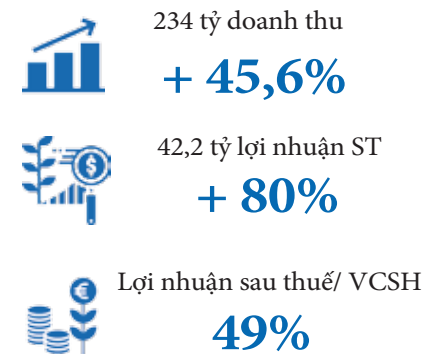 234 tỷ doanh thu
+ 45,6%
42,2 tỷ lợi nhuận ST
+ 80%
Lợi nhuận sau thuế/ VCSH
49%